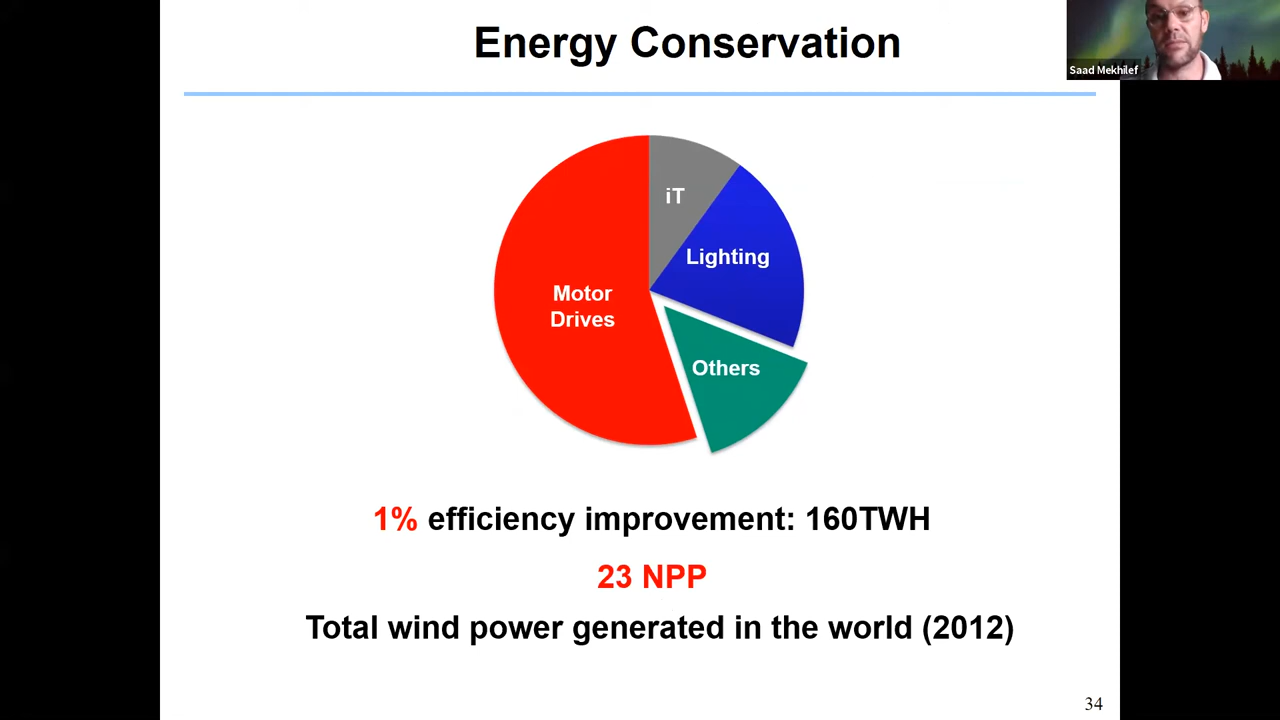 Energy Conservation
Saad Mekhilef
iT
Lighting
Motor
Drives
Others
1% efficiency improvement: 160TWH
23 NPP
Total wind power generated in the world (2012)
34